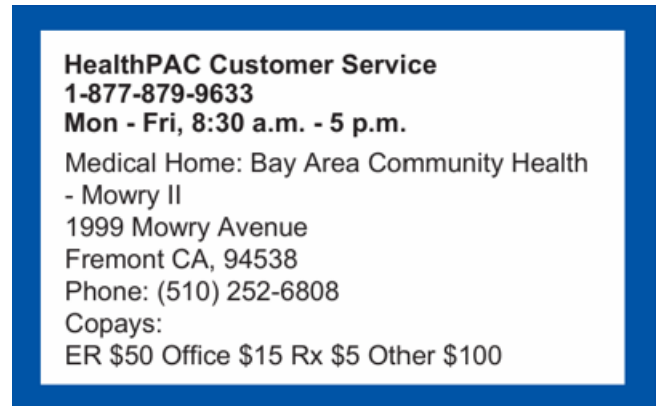 HealthPAC Customer Service
1-877-879-9633
Mon - Fri, 8:30 a.m. - 5 p.m.
Medical Home: Bay Area Community Health
- Mowry II
1999 Mowry Avenue
Fremont CA, 94538
Phone: (510) 252-6808
Copays:
ER $50 Office $15 Rx $5 Other $100